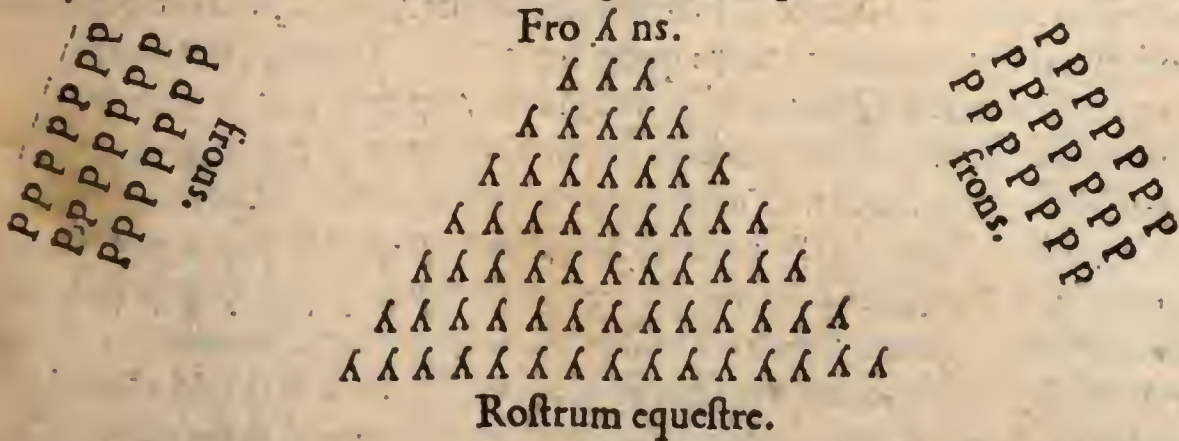 P P P P P P P
P P P P P P P
P P P P P P P
frons.
Fro ʎ ns.
ʎ ʎ ʎ
ʎ ʎ ʎ ʎ ʎ
ʎ ʎ ʎ ʎ ʎ ʎ ʎ
ʎ ʎ ʎ ʎ ʎ ʎ ʎ ʎ ʎ
ʎ ʎ ʎ ʎ ʎ ʎ ʎ ʎ ʎ ʎ ʎ
ʎ ʎ ʎ ʎ ʎ ʎ ʎ ʎ ʎ ʎ ʎ ʎ ʎ
ʎ ʎ ʎ ʎ ʎ ʎ ʎ ʎ ʎ ʎ ʎ ʎ ʎ ʎ ʎ
Roſtrum equeſtre.
P P P P P P P
P P P P P P P
P P P P P P P
frons.